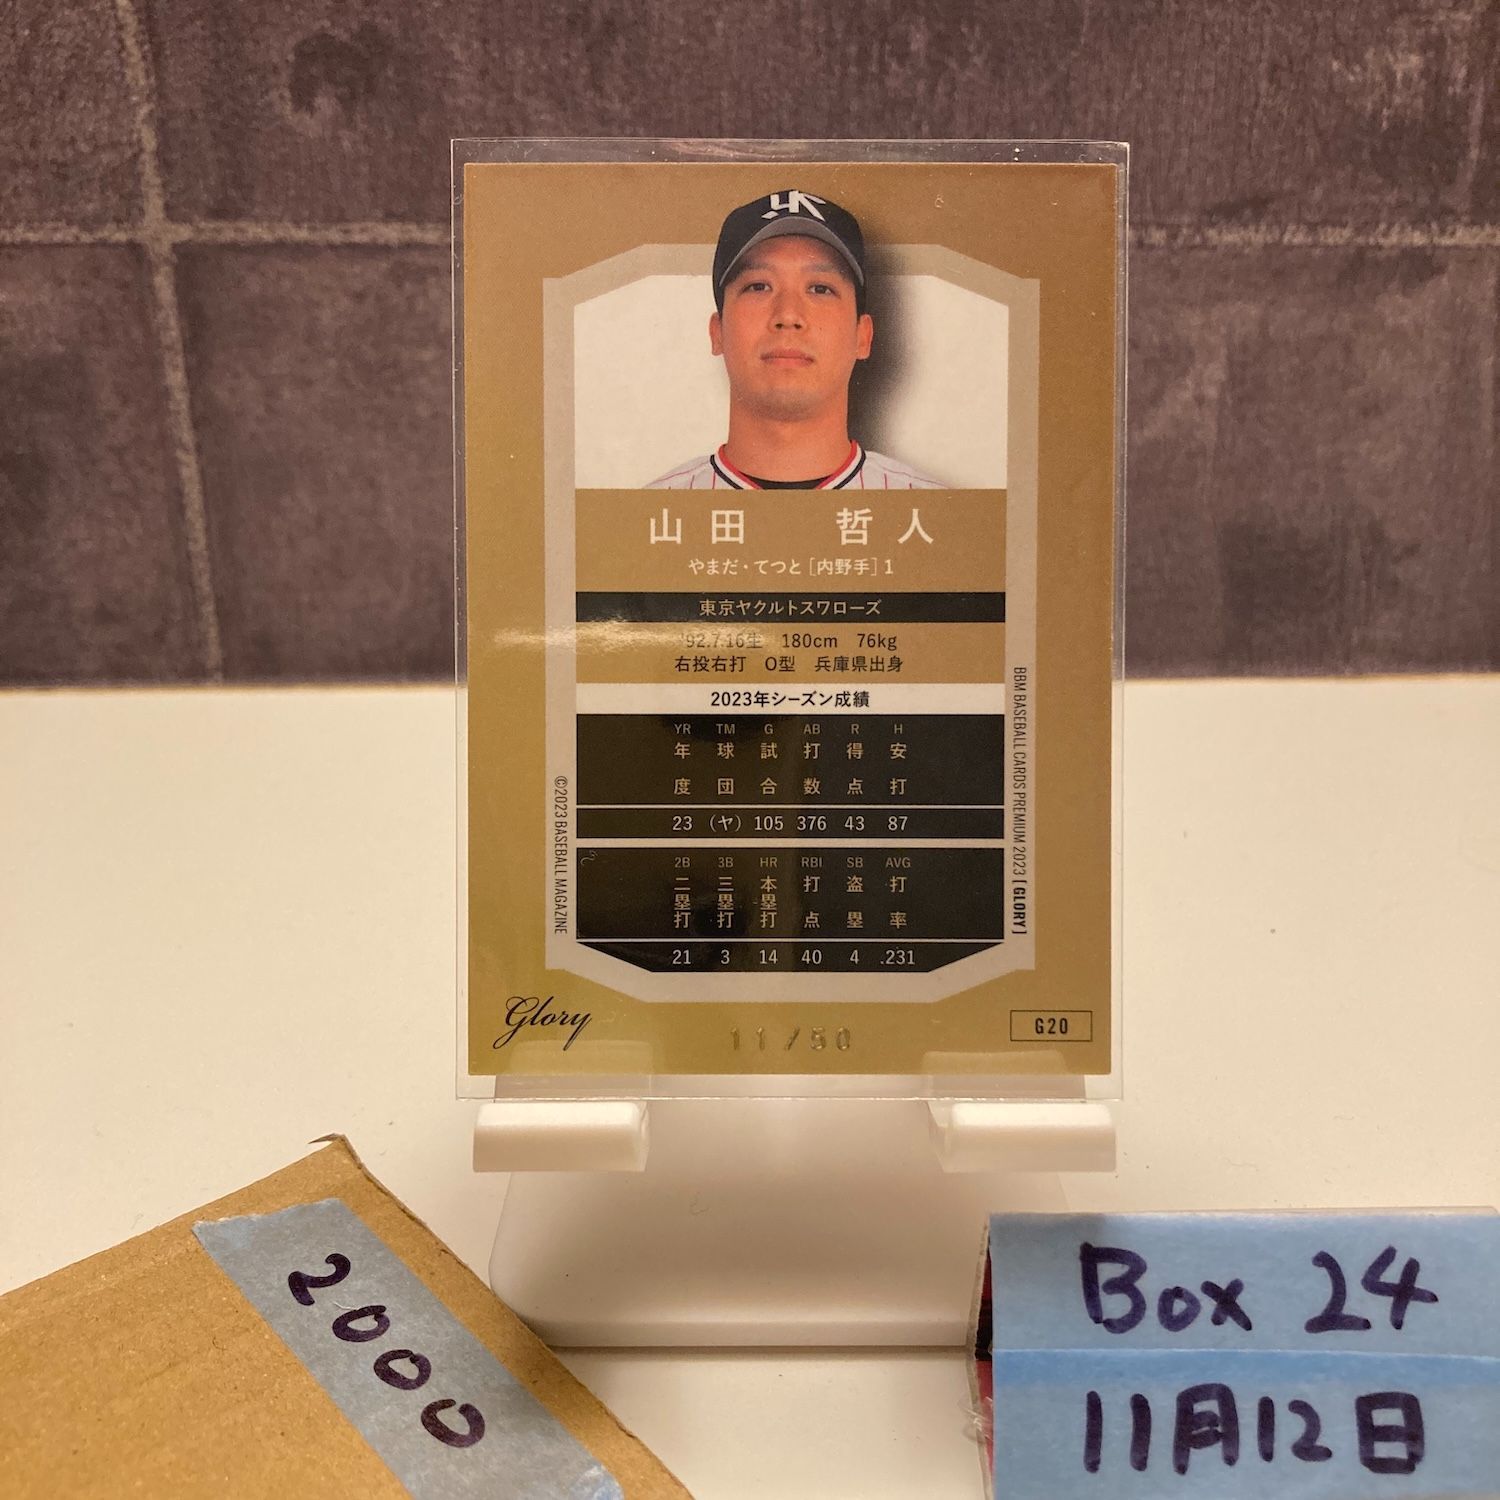 山田 哲人
やまだ・てつと［内野手］1
東京ヤクルトスワローズ
'92.7.16生 180cm 76kg
右投右打 O型 兵庫県出身
2023年シーズン成績
YR TM G AB R H
年度 球団 試合 打数 得点 安打
23 (ヤ) 105 376 43 87
2B 3B HR RBI SB AVG
二塁打 三塁打 本塁打 打点 盗塁 打率
21 3 14 40 4 .231
©2023 BASEBALL MAGAZINE
BBM BASEBALL CARDS PREMIUM 2023 [GLORY]
Glory
11/50
G20
2000
Box 24
11月12日